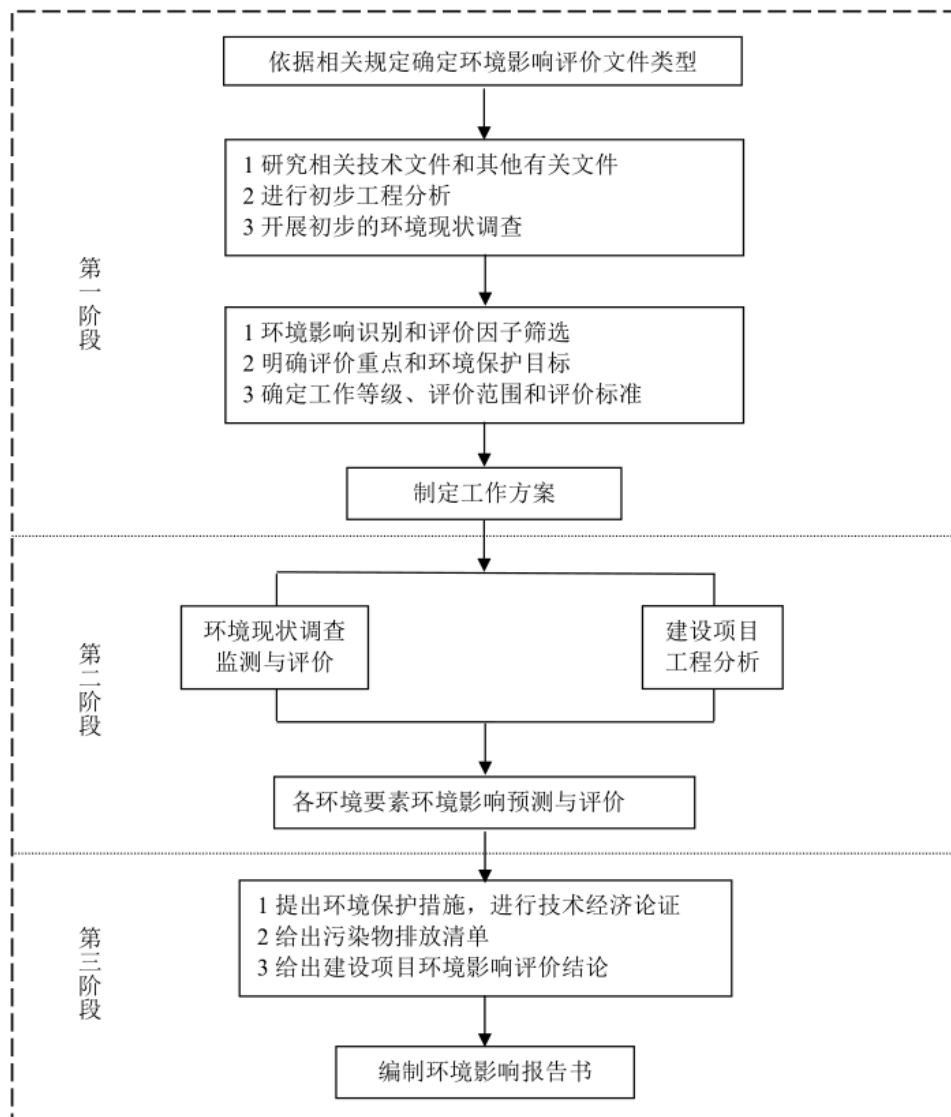 依据相关规定确定环境影响评价文件类型
1 研究相关技术文件和其他有关文件
2 进行初步工程分析
3 开展初步的环境现状调查
第一阶段
1 环境影响识别和评价因子筛选
2 明确评价重点和环境保护目标
3 确定工作等级、评价范围和评价标准
制定工作方案
第二阶段
环境现状调查
监测与评价
建设项目
工程分析
各环境要素环境影响预测与评价
第三阶段
1 提出环境保护措施，进行技术经济论证
2 给出污染物排放清单
3 给出建设项目环境影响评价结论
编制环境影响报告书